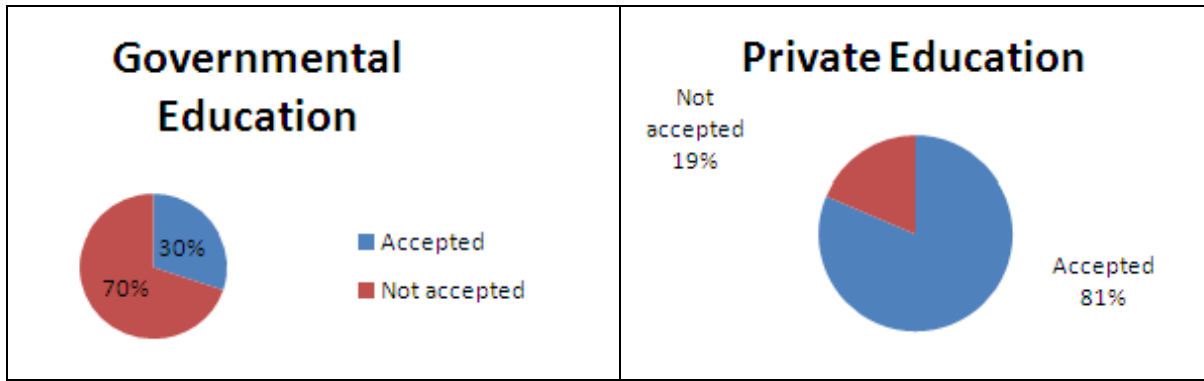 Governmental
Education
30%
70%
Accepted
Not accepted
Private Education
Not
accepted
19%
Accepted
81%